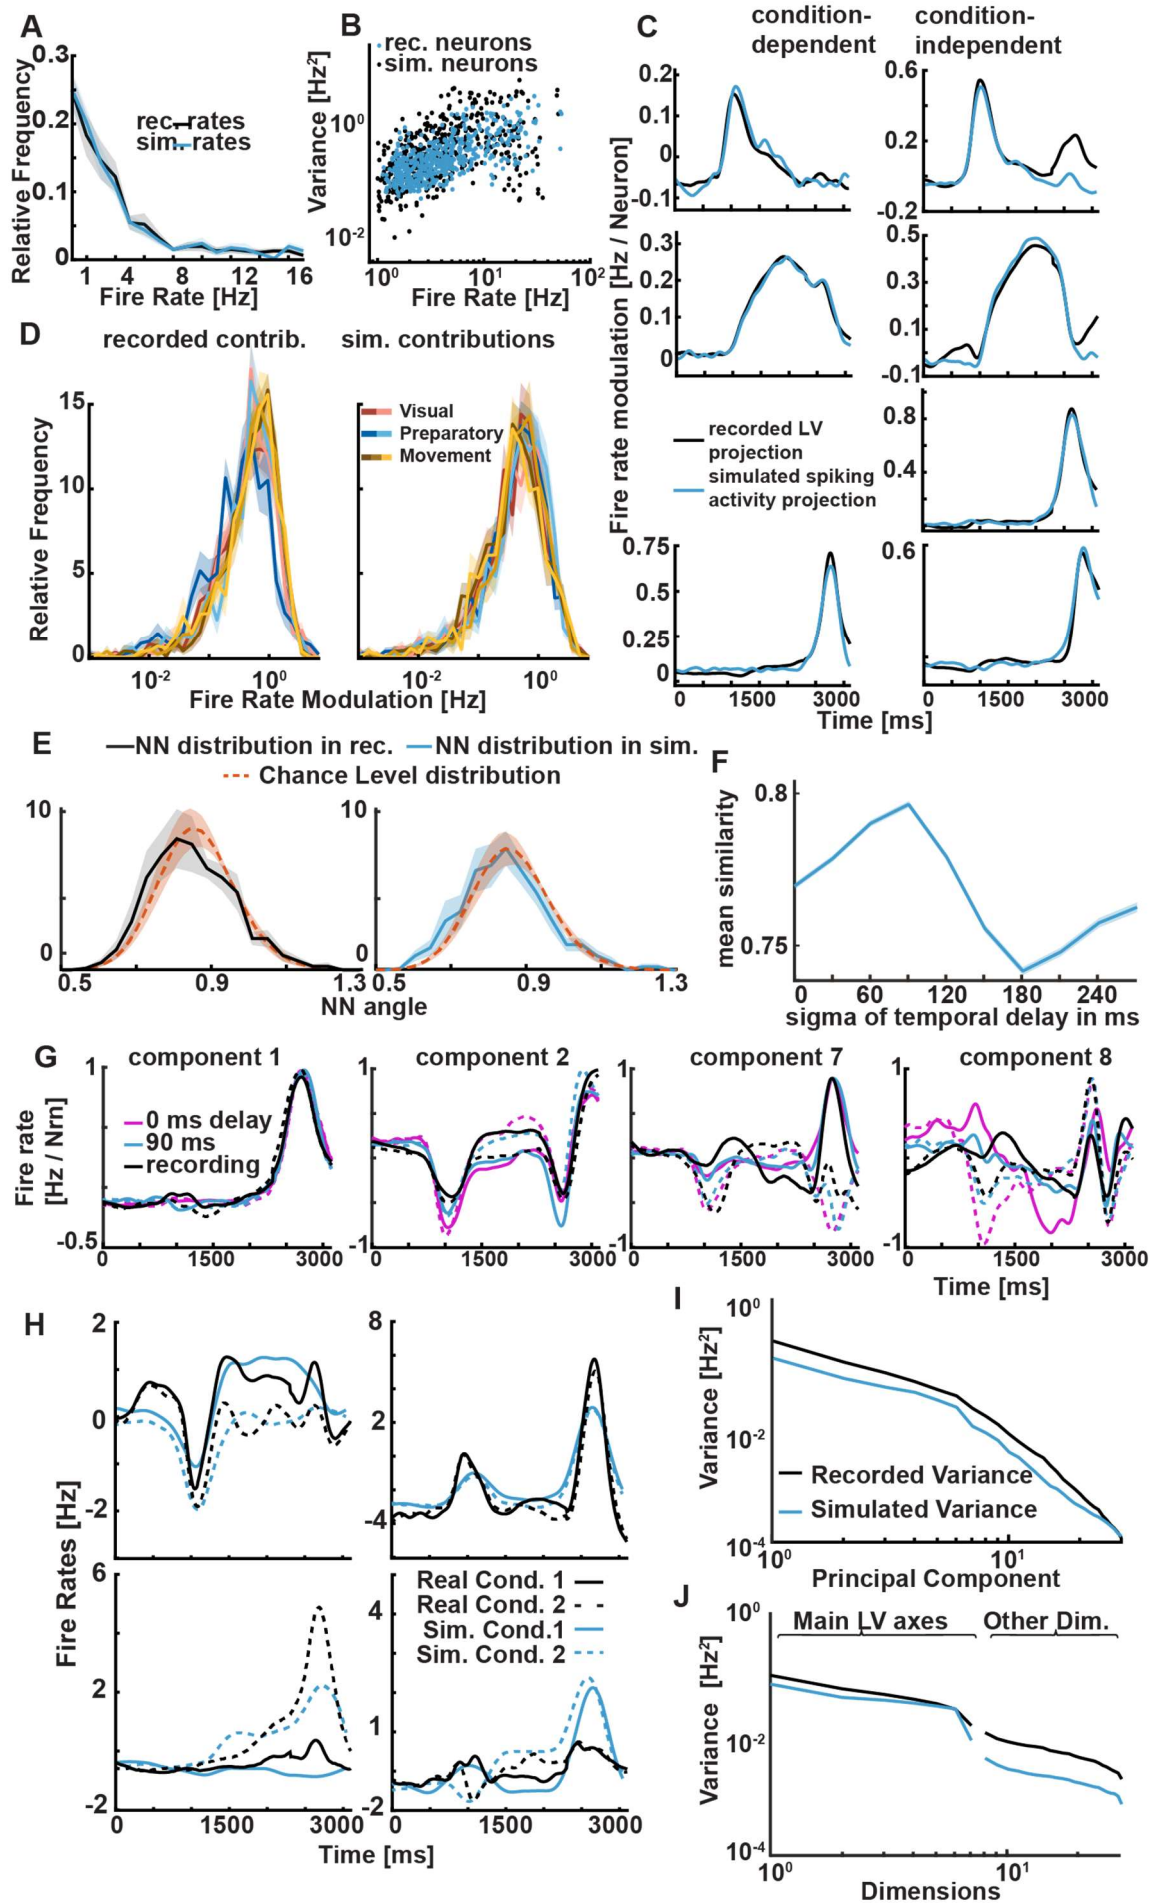 A
Relative Frequency
0.3
0.2
0.1
0
rec. rates
sim. rates
1 4 8 12 16
Fire Rate [Hz]
B
rec. neurons
sim. neurons
Variance [Hz²]
10⁰
10⁻²
10⁰ 10¹ 10²
Fire Rate [Hz]
C
condition-
dependent
condition-
independent
Fire rate modulation [Hz / Neuron]
0.2
0.1
0
-0.1
0.6
0.2
-0.2
0.3
0.2
0.1
0
0.5
0.3
0.1
-0.1
recorded LV
projection
simulated spiking
activity projection
0.8
0.4
0.75
0.5
0.25
0
0.6
0 1500 3000
0 1500 3000
Time [ms]
D
recorded contrib.
sim. contributions
Relative Frequency
15
10
5
0
Visual
Preparatory
Movement
10⁻² 10⁰
10⁻² 10⁰
Fire Rate Modulation [Hz]
E
NN distribution in rec.
NN distribution in sim.
Chance Level distribution
10
0
0.5 0.9 1.3
10
0
0.5 0.9 1.3
NN angle
F
mean similarity
0.8
0.75
0 60 120 180 240
sigma of temporal delay in ms
G
component 1
component 2
component 7
component 8
Fire rate
[Hz / Nrn]
1
-0.5
0 ms delay
90 ms
recording
1
-1
1
-1
1
-1
0 1500 3000
0 1500 3000
0 1500 3000
0 1500 3000
Time [ms]
H
Fire Rates [Hz]
2
0
-2
8
2
-4
6
2
-2
4
1
-2
Real Cond. 1
Real Cond. 2
Sim. Cond.1
Sim. Cond. 2
0 1500 3000
0 1500 3000
Time [ms]
I
Variance [Hz²]
10⁰
10⁻²
10⁻⁴
Recorded Variance
Simulated Variance
10⁰ 10¹
Principal Component
J
Variance [Hz²]
10⁰
10⁻²
10⁻⁴
Main LV axes
Other Dim.
10⁰ 10¹
Dimensions